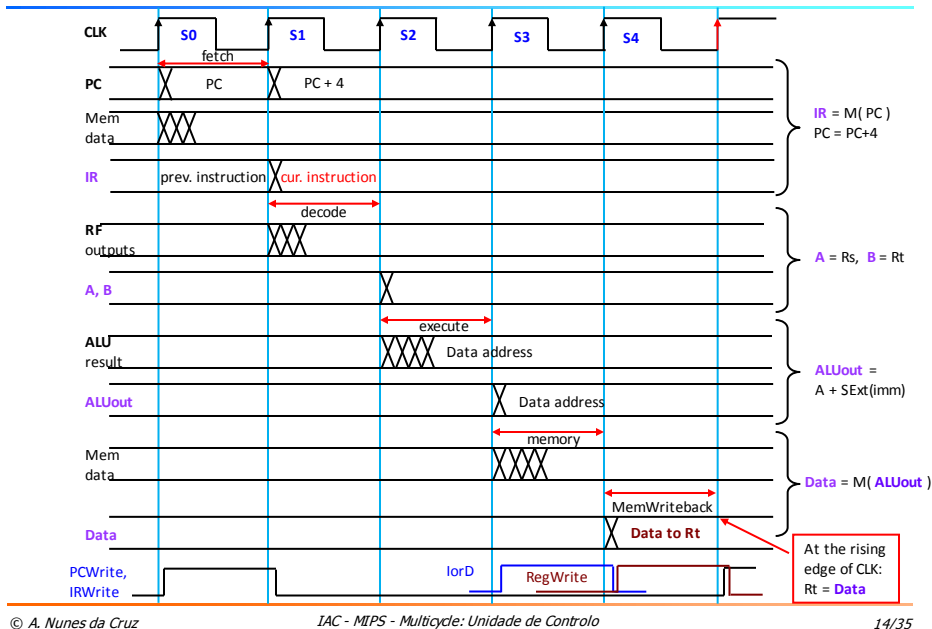 CLK
S0
S1
S2
S3
S4
fetch
PC
PC
PC + 4
Mem
data
IR = M( PC )
PC = PC+4
IR
prev. instruction
cur. instruction
decode
RF
outputs
A = Rs, B = Rt
A, B
execute
ALU
result
Data address
ALUout =
A + SExt(imm)
ALUout
Data address
memory
Mem
data
Data = M( ALUout )
MemWriteback
Data
Data to Rt
At the rising
edge of CLK:
Rt = Data
PCWrite,
IRWrite
IorD
RegWrite
© A. Nunes da Cruz
IAC - MIPS - Multicycle: Unidade de Controlo
14/35